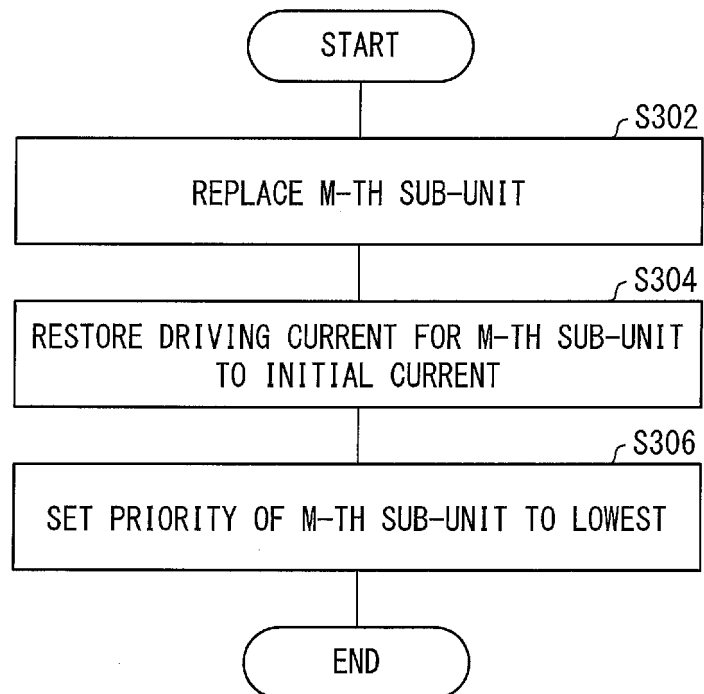 START
S302
REPLACE M-TH SUB-UNIT
S304
RESTORE DRIVING CURRENT FOR M-TH SUB-UNIT
TO INITIAL CURRENT
S306
SET PRIORITY OF M-TH SUB-UNIT TO LOWEST
END